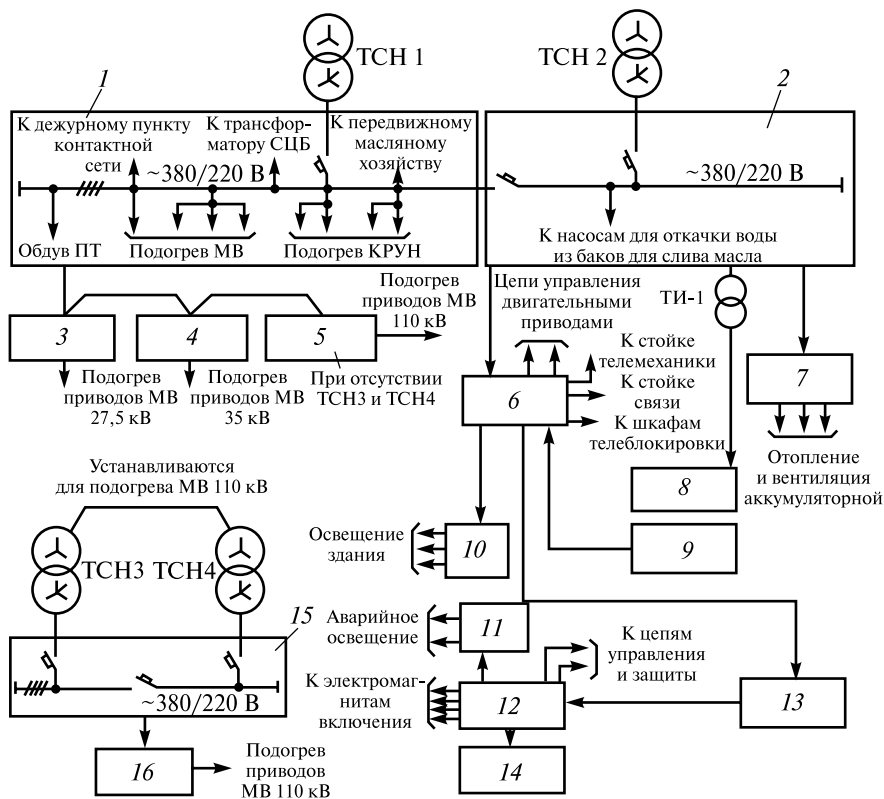 ТСН 1
ТСН 2
1
2
К дежурному пункту
контактной
сети
К трансфор-
матору СЦБ
К передвижному
масляному
хозяйству
~380/220 В
~380/220 В
Обдув ПТ
Подогрев МВ
Подогрев КРУН
К насосам для откачки воды
из баков для слива масла
3
4
5
Подогрев
приводов МВ
110 кВ
Цепи управления
двигательными
приводами
ТИ-1
Подогрев
приводов МВ
27,5 кВ
Подогрев
приводов МВ
35 кВ
При отсутствии
ТСН3 и ТСН4
6
К стойке
телемеханики
К стойке
связи
К шкафам
телеблокировки
7
Отопление
и вентиляция
аккумуляторной
8
9
Устанавливаются
для подогрева МВ 110 кВ
ТСН3
ТСН4
Освещение
здания
10
15
~380/220 В
Аварийное
освещение
11
К цепям
управления
и защиты
К электромаг-
нитам
включения
12
13
14
16
Подогрев
приводов
МВ 110 кВ